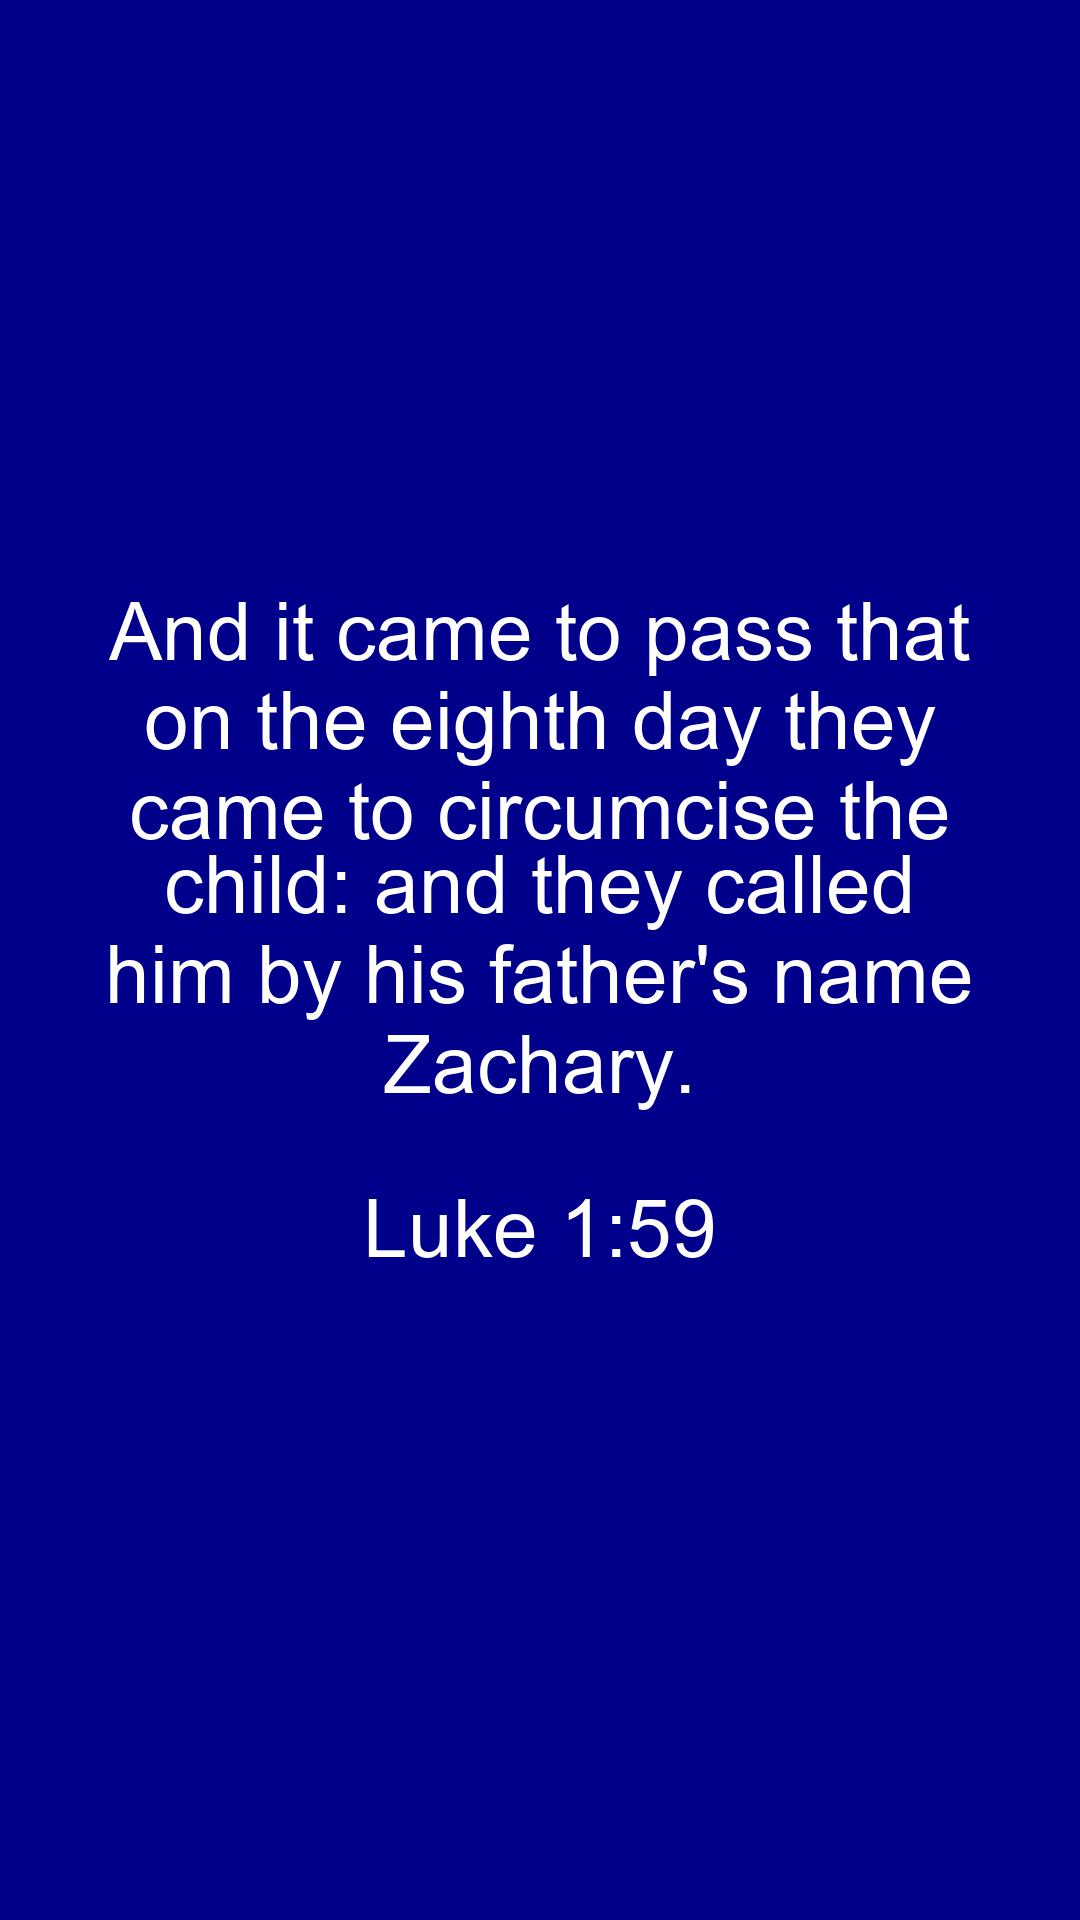 And it came to pass that
on the eighth day they
came to circumcise the
child: and they called
him by his father's name
Zachary.
Luke 1:59